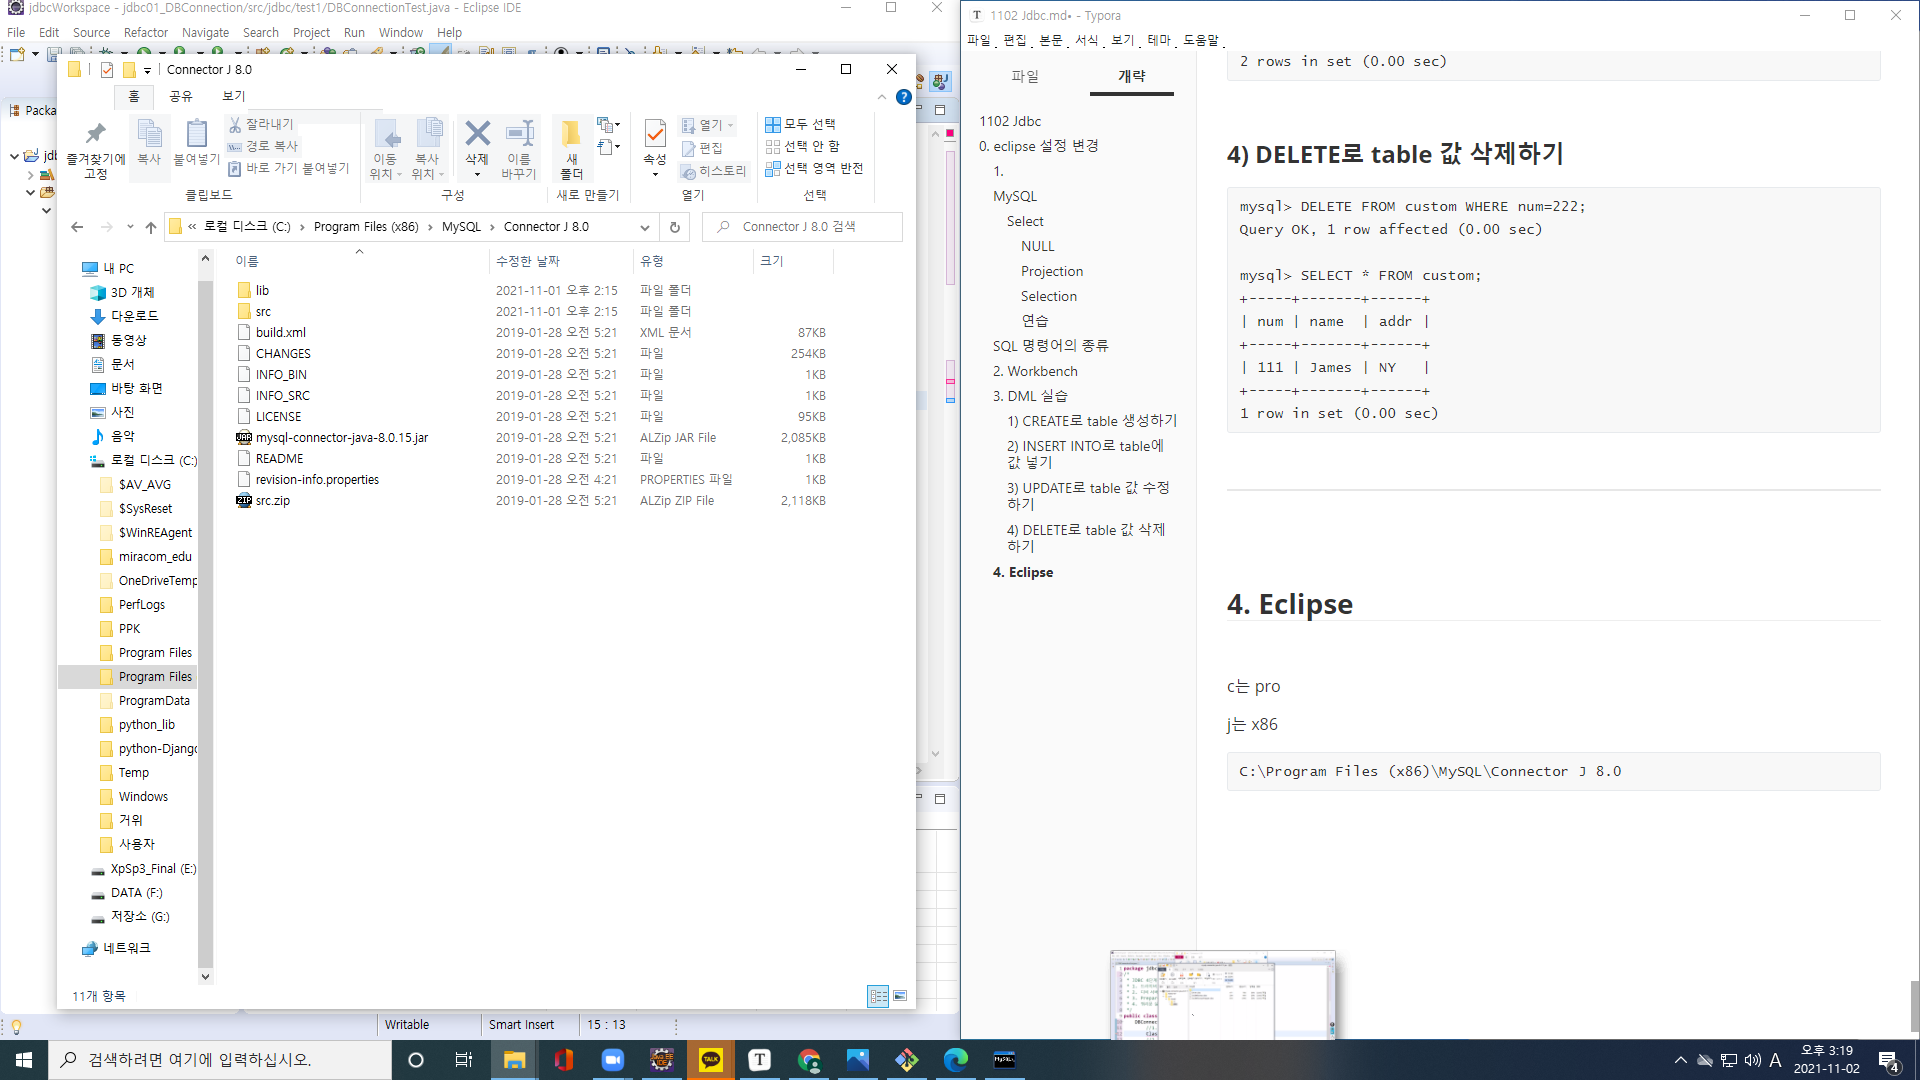 jdbcWorkspace - jdbc01_DBConnection/src/jdbc/test1/DBConnectionTest.java - Eclipse IDE
File Edit Source Refactor Navigate Search Project Run Window Help
Packa
jdb
Connector J 8.0
홈 공유 보기
즐겨찾기에 고정
복사
붙여넣기
잘라내기
경로 복사
바로 가기 붙여넣기
클립보드
이동 위치
복사 위치
삭제
이름 바꾸기
구성
새 폴더
새로 만들기
속성
열기
편집
히스토리
열기
모두 선택
선택 안 함
선택 영역 반전
선택
« 로컬 디스크 (C:) › Program Files (x86) › MySQL › Connector J 8.0
Connector J 8.0 검색
내 PC
3D 개체
다운로드
동영상
문서
바탕 화면
사진
음악
로컬 디스크 (C:)
$AV_AVG
$SysReset
$WinREAgent
miracom_edu
OneDriveTemp
PerfLogs
PPK
Program Files
Program Files
ProgramData
python_lib
python-Django
Temp
Windows
거위
사용자
XpSp3_Final (E:)
DATA (F:)
저장소 (G:)
네트워크
이름 수정한 날짜 유형 크기
lib 2021-11-01 오후 2:15 파일 폴더
src 2021-11-01 오후 2:15 파일 폴더
build.xml 2019-01-28 오전 5:21 XML 문서 87KB
CHANGES 2019-01-28 오전 5:21 파일 254KB
INFO_BIN 2019-01-28 오전 5:21 파일 1KB
INFO_SRC 2019-01-28 오전 5:21 파일 1KB
LICENSE 2019-01-28 오전 5:21 파일 95KB
mysql-connector-java-8.0.15.jar 2019-01-28 오전 5:21 ALZip JAR File 2,085KB
README 2019-01-28 오전 5:21 파일 1KB
revision-info.properties 2019-01-28 오전 4:21 PROPERTIES 파일 1KB
src.zip 2019-01-28 오전 5:21 ALZip ZIP File 2,118KB
11개 항목
Writable Smart Insert 15 : 13
1102 Jdbc.md• - Typora
파일 편집 본문 서식 보기 테마 도움말
파일 개략
1102 Jdbc
0. eclipse 설정 변경
1.
MySQL
Select
NULL
Projection
Selection
연습
SQL 명령어의 종류
2. Workbench
3. DML 실습
1) CREATE로 table 생성하기
2) INSERT INTO로 table에
값 넣기
3) UPDATE로 table 값 수정
하기
4) DELETE로 table 값 삭제
하기
4. Eclipse
2 rows in set (0.00 sec)
4) DELETE로 table 값 삭제하기
mysql> DELETE FROM custom WHERE num=222;
Query OK, 1 row affected (0.00 sec)
mysql> SELECT * FROM custom;
+-----+-------+------+
| num | name  | addr |
+-----+-------+------+
| 111 | James | NY   |
+-----+-------+------+
1 row in set (0.00 sec)
4. Eclipse
c는 pro
j는 x86
C:\Program Files (x86)\MySQL\Connector J 8.0
package jdbc
public class
검색하려면 여기에 입력하십시오.
TALK
T
MySQL
A
오후 3:19
2021-11-02
4